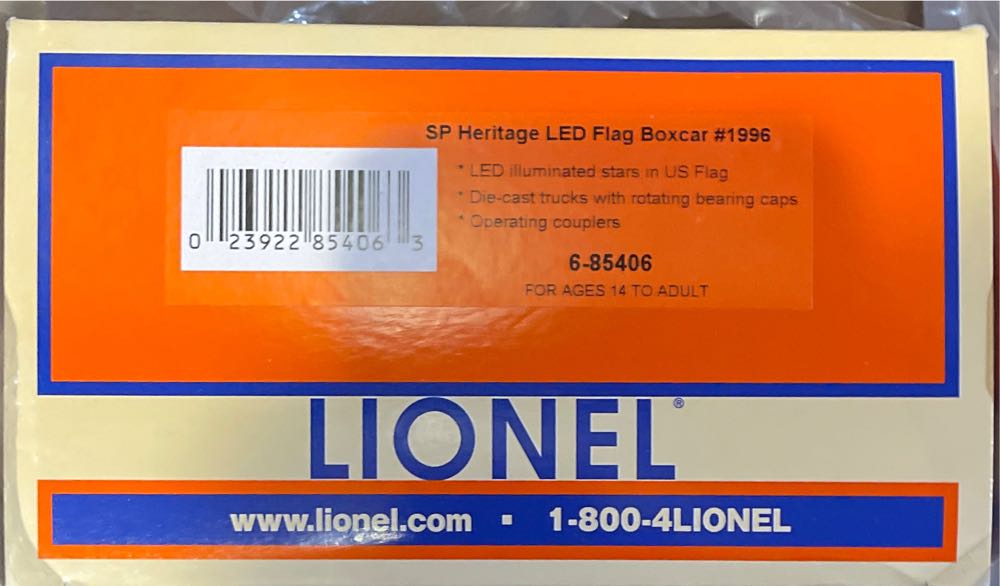 SP Heritage LED Flag Boxcar #1996
* LED illuminated stars in US Flag
* Die-cast trucks with rotating bearing caps
* Operating couplers
0 23922 85406 3
6-85406
FOR AGES 14 TO ADULT
LIONEL®
www.lionel.com ▪ 1-800-4LIONEL